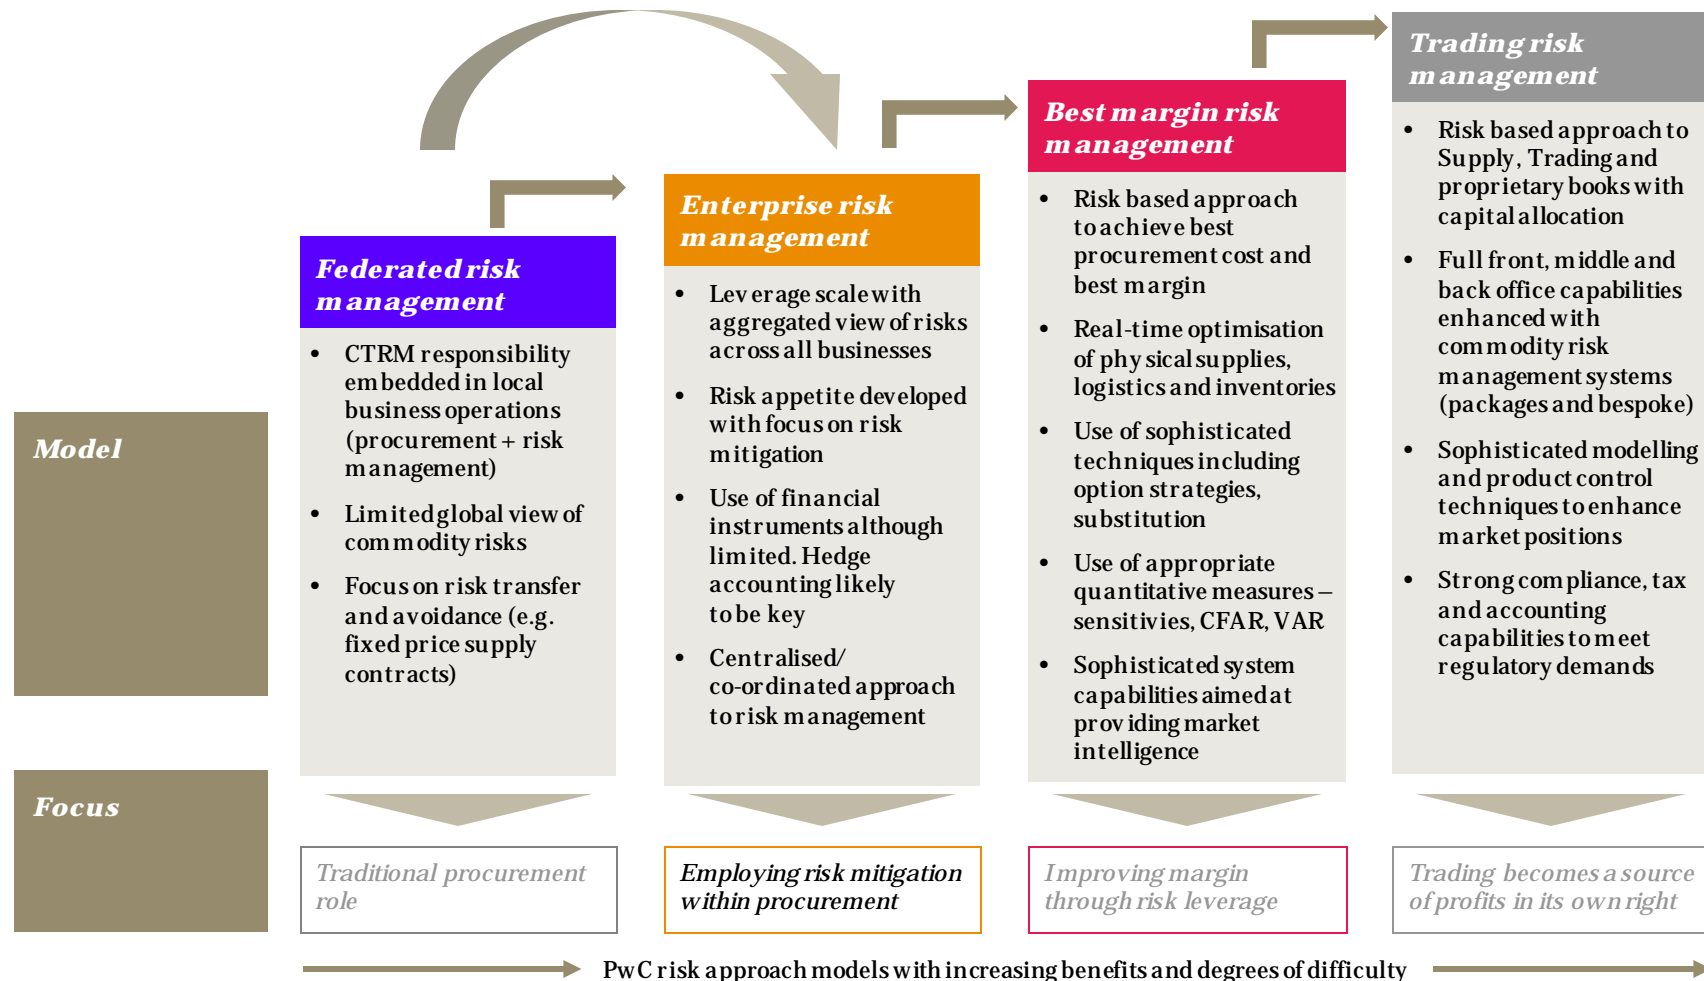 Model
Focus
Federated risk
management
• CTRM responsibility
embedded in local
business operations
(procurement + risk
management)
• Limited global view of
commodity risks
• Focus on risk transfer
and avoidance (e.g.
fixed price supply
contracts)
Traditional procurement
role
Enterprise risk
management
• Leverage scale with
aggregated view of risks
across all businesses
• Risk appetite developed
with focus on risk
mitigation
• Use of financial
instruments although
limited. Hedge
accounting likely
to be key
• Centralised/
co-ordinated approach
to risk management
Employing risk mitigation
within procurement
Best margin risk
management
• Risk based approach
to achieve best
procurement cost and
best margin
• Real-time optimisation
of physical supplies,
logistics and inventories
• Use of sophisticated
techniques including
option strategies,
substitution
• Use of appropriate
quantitative measures –
sensitivies, CFAR, VAR
• Sophisticated system
capabilities aimed at
providing market
intelligence
Improving margin
through risk leverage
Trading risk
management
• Risk based approach to
Supply, Trading and
proprietary books with
capital allocation
• Full front, middle and
back office capabilities
enhanced with
commodity risk
management systems
(packages and bespoke)
• Sophisticated modelling
and product control
techniques to enhance
market positions
• Strong compliance, tax
and accounting
capabilities to meet
regulatory demands
Trading becomes a source
of profits in its own right
PwC risk approach models with increasing benefits and degrees of difficulty